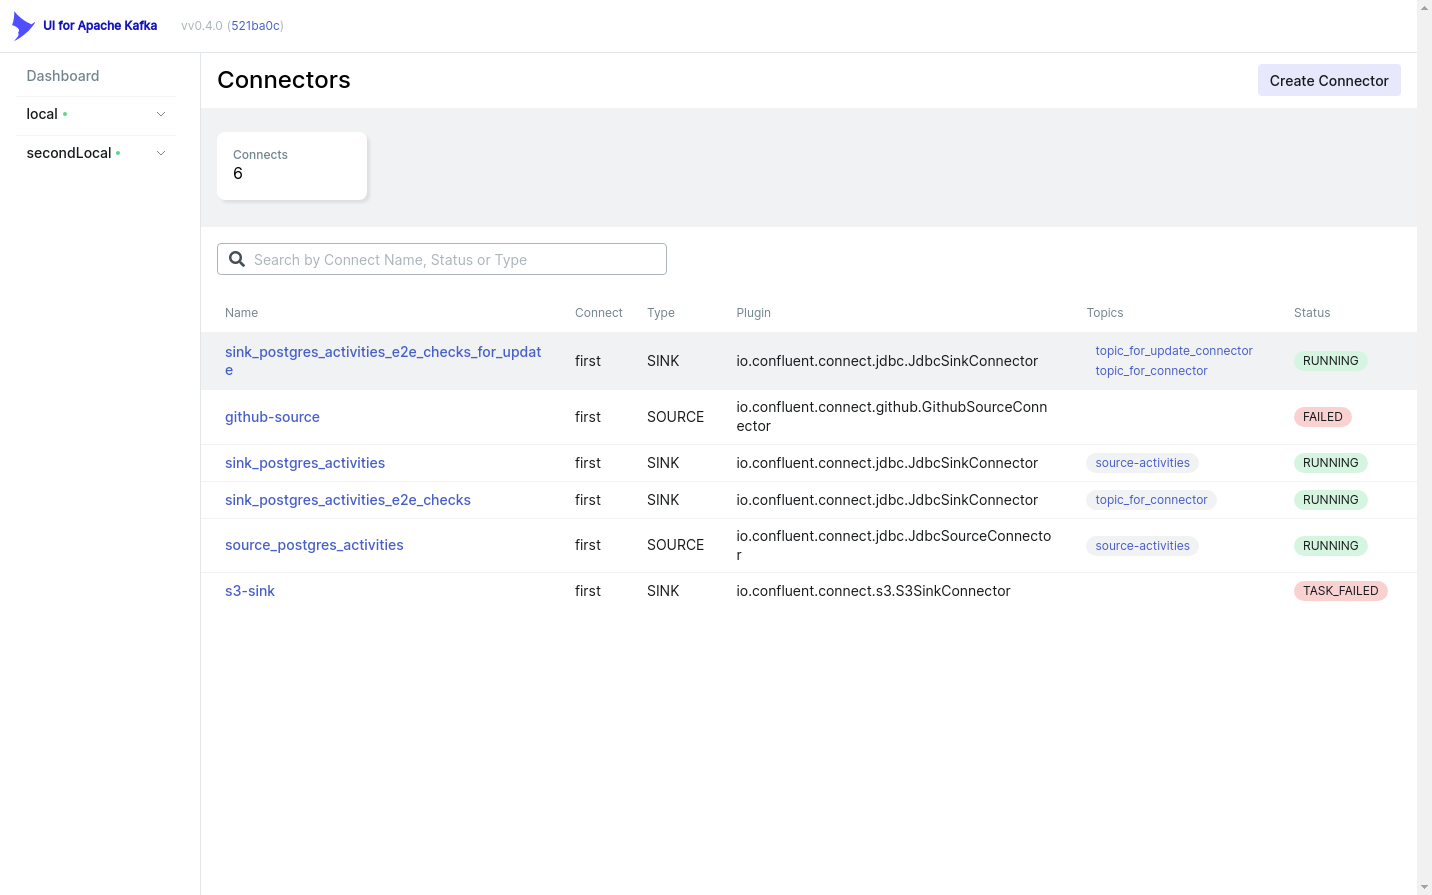 UI for Apache Kafka
vv0.4.0 (521ba0c)
Dashboard
local
secondLocal
Connectors
Create Connector
Connects
6
Search by Connect Name, Status or Type
Name Connect Type Plugin Topics Status
sink_postgres_activities_e2e_checks_for_updat
e
first SINK io.confluent.connect.jdbc.JdbcSinkConnector
topic_for_update_connector
topic_for_connector
RUNNING
github-source first SOURCE
io.confluent.connect.github.GithubSourceConn
ector
FAILED
sink_postgres_activities first SINK io.confluent.connect.jdbc.JdbcSinkConnector source-activities RUNNING
sink_postgres_activities_e2e_checks first SINK io.confluent.connect.jdbc.JdbcSinkConnector topic_for_connector RUNNING
source_postgres_activities first SOURCE
io.confluent.connect.jdbc.JdbcSourceConnecto
r
source-activities RUNNING
s3-sink first SINK io.confluent.connect.s3.S3SinkConnector TASK_FAILED